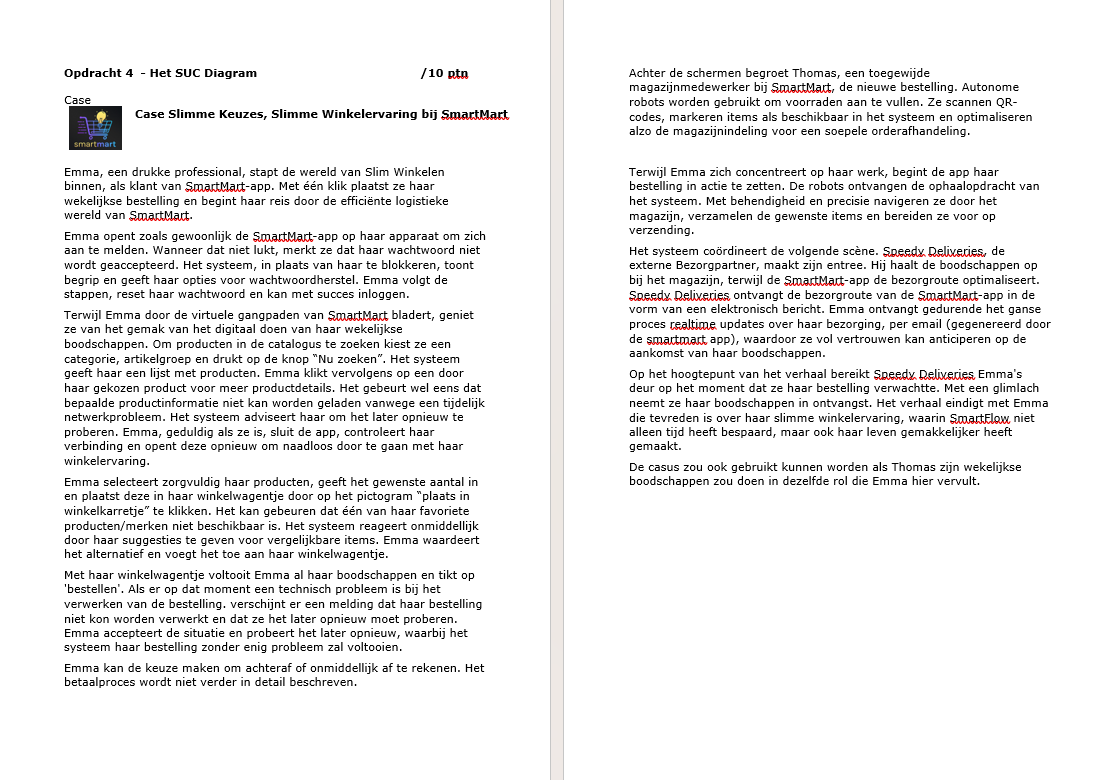 Opdracht 4  - Het SUC Diagram /10 ptn
Case
Case Slimme Keuzes, Slimme Winkelervaring bij SmartMart
smartmart
Emma, een drukke professional, stapt de wereld van Slim Winkelen
binnen, als klant van SmartMart-app. Met één klik plaatst ze haar
wekelijkse bestelling en begint haar reis door de efficiënte logistieke
wereld van SmartMart.
Emma opent zoals gewoonlijk de SmartMart-app op haar apparaat om zich
aan te melden. Wanneer dat niet lukt, merkt ze dat haar wachtwoord niet
wordt geaccepteerd. Het systeem, in plaats van haar te blokkeren, toont
begrip en geeft haar opties voor wachtwoordherstel. Emma volgt de
stappen, reset haar wachtwoord en kan met succes inloggen.
Terwijl Emma door de virtuele gangpaden van SmartMart bladert, geniet
ze van het gemak van het digitaal doen van haar wekelijkse
boodschappen. Om producten in de catalogus te zoeken kiest ze een
categorie, artikelgroep en drukt op de knop “Nu zoeken”. Het systeem
geeft haar een lijst met producten. Emma klikt vervolgens op een door
haar gekozen product voor meer productdetails. Het gebeurt wel eens dat
bepaalde productinformatie niet kan worden geladen vanwege een tijdelijk
netwerkprobleem. Het systeem adviseert haar om het later opnieuw te
proberen. Emma, geduldig als ze is, sluit de app, controleert haar
verbinding en opent deze opnieuw om naadloos door te gaan met haar
winkelervaring.
Emma selecteert zorgvuldig haar producten, geeft het gewenste aantal in
en plaatst deze in haar winkelwagentje door op het pictogram “plaats in
winkelkarretje” te klikken. Het kan gebeuren dat één van haar favoriete
producten/merken niet beschikbaar is. Het systeem reageert onmiddellijk
door haar suggesties te geven voor vergelijkbare items. Emma waardeert
het alternatief en voegt het toe aan haar winkelwagentje.
Met haar winkelwagentje voltooit Emma al haar boodschappen en tikt op
'bestellen'. Als er op dat moment een technisch probleem is bij het
verwerken van de bestelling. verschijnt er een melding dat haar bestelling
niet kon worden verwerkt en dat ze het later opnieuw moet proberen.
Emma accepteert de situatie en probeert het later opnieuw, waarbij het
systeem haar bestelling zonder enig probleem zal voltooien.
Emma kan de keuze maken om achteraf of onmiddellijk af te rekenen. Het
betaalproces wordt niet verder in detail beschreven.
Achter de schermen begroet Thomas, een toegewijde
magazijnmedewerker bij SmartMart, de nieuwe bestelling. Autonome
robots worden gebruikt om voorraden aan te vullen. Ze scannen QR-
codes, markeren items als beschikbaar in het systeem en optimaliseren
alzo de magazijnindeling voor een soepele orderafhandeling.
Terwijl Emma zich concentreert op haar werk, begint de app haar
bestelling in actie te zetten. De robots ontvangen de ophaalopdracht van
het systeem. Met behendigheid en precisie navigeren ze door het
magazijn, verzamelen de gewenste items en bereiden ze voor op
verzending.
Het systeem coördineert de volgende scène. Speedy Deliveries, de
externe Bezorgpartner, maakt zijn entree. Hij haalt de boodschappen op
bij het magazijn, terwijl de SmartMart-app de bezorgroute optimaliseert.
Speedy Deliveries ontvangt de bezorgroute van de SmartMart-app in de
vorm van een elektronisch bericht. Emma ontvangt gedurende het ganse
proces realtime updates over haar bezorging, per email (gegenereerd door
de smartmart app), waardoor ze vol vertrouwen kan anticiperen op de
aankomst van haar boodschappen.
Op het hoogtepunt van het verhaal bereikt Speedy Deliveries Emma's
deur op het moment dat ze haar bestelling verwachtte. Met een glimlach
neemt ze haar boodschappen in ontvangst. Het verhaal eindigt met Emma
die tevreden is over haar slimme winkelervaring, waarin SmartFlow niet
alleen tijd heeft bespaard, maar ook haar leven gemakkelijker heeft
gemaakt.
De casus zou ook gebruikt kunnen worden als Thomas zijn wekelijkse
boodschappen zou doen in dezelfde rol die Emma hier vervult.